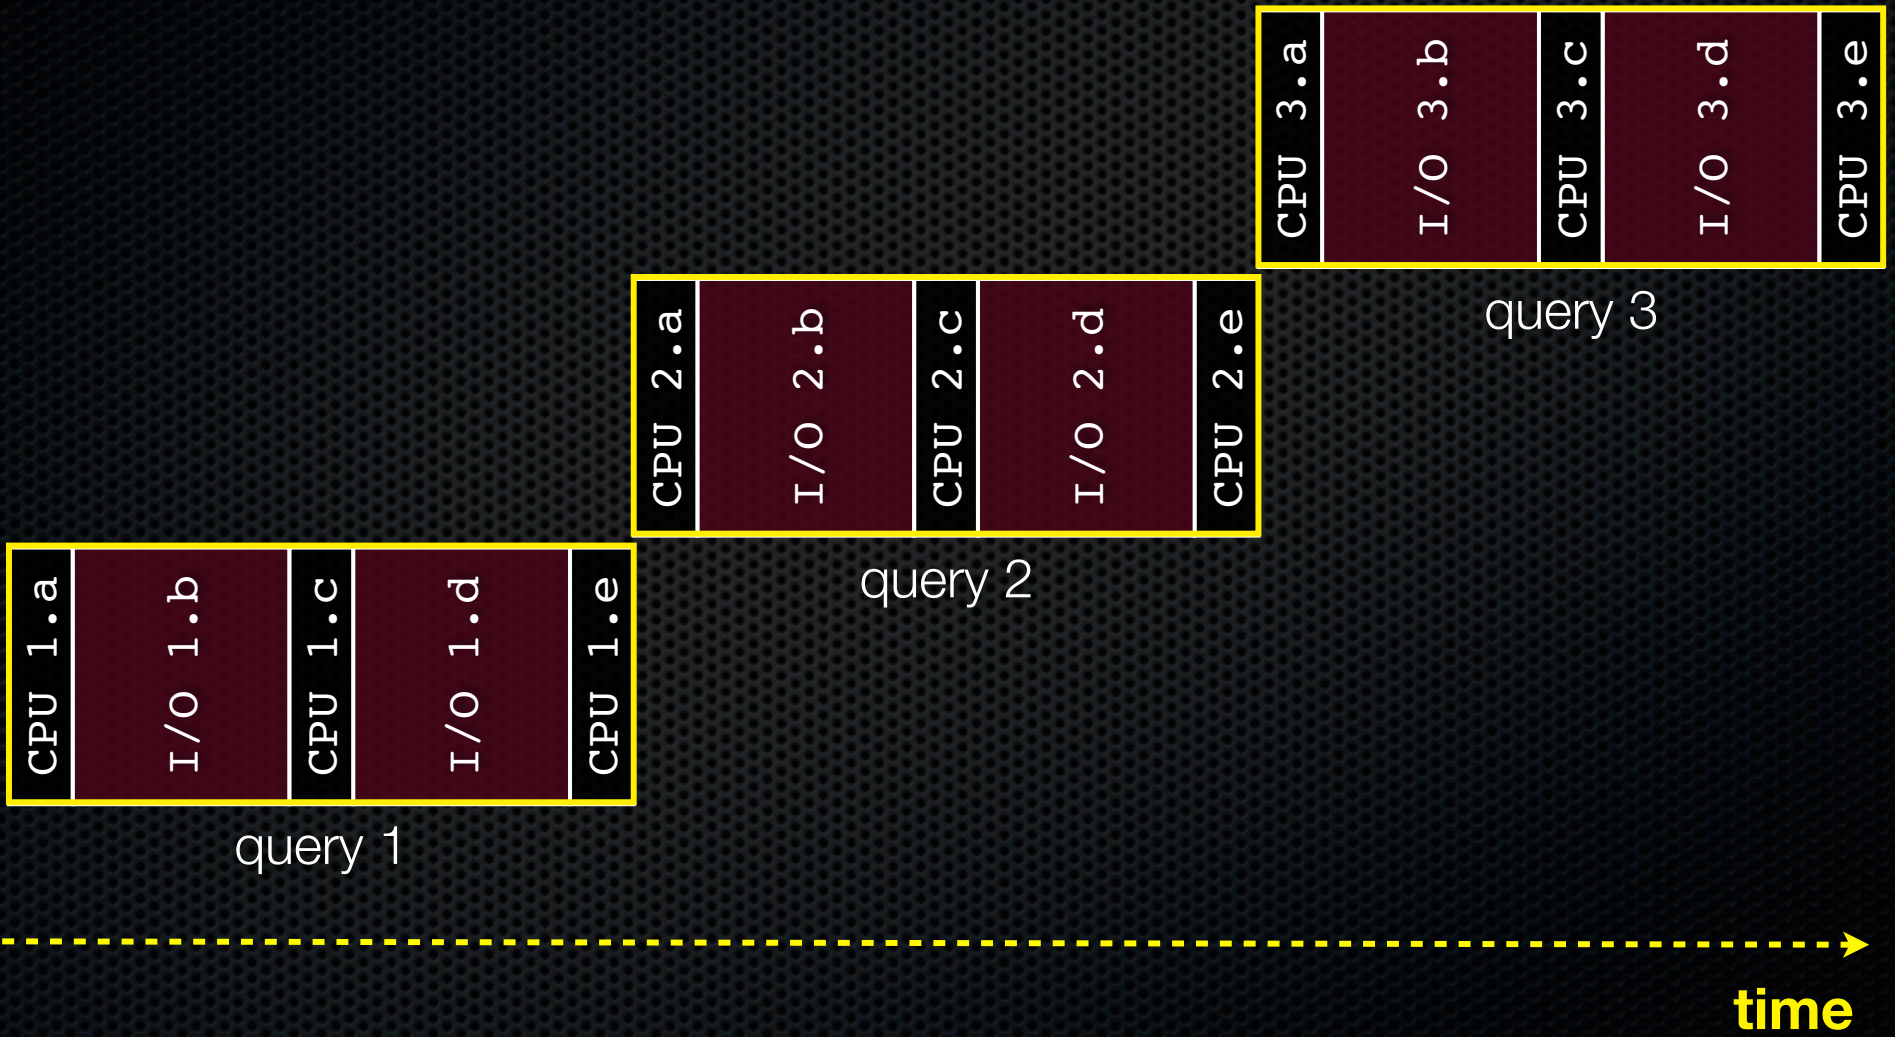 CPU 3.a
I/O 3.b
CPU 3.c
I/O 3.d
CPU 3.e
query 3
CPU 2.a
I/O 2.b
CPU 2.c
I/O 2.d
CPU 2.e
query 2
CPU 1.a
I/O 1.b
CPU 1.c
I/O 1.d
CPU 1.e
query 1
time